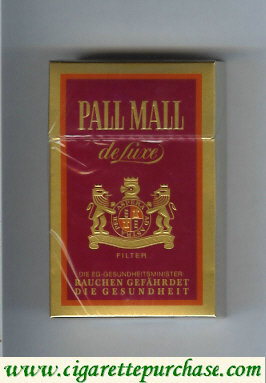 PALL MALL
de Luxe
FILTER
DIE EG-GESUNDHEITSMINISTER:
RAUCHEN GEFÄHRDET
DIE GESUNDHEIT
www.cigarettepurchase.com